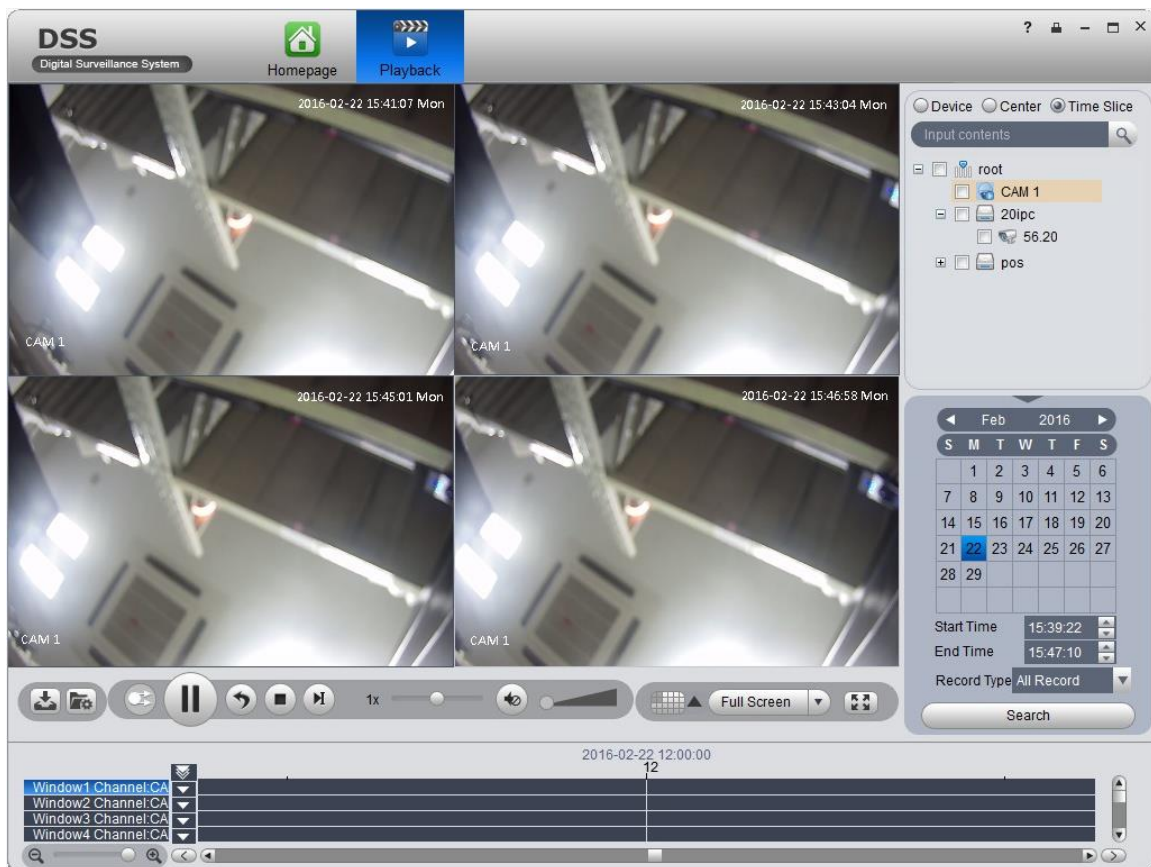 DSS
Digital Surveillance System
Homepage
Playback
?
2016-02-22 15:41:07 Mon
CAM 1
2016-02-22 15:43:04 Mon
CAM 1
2016-02-22 15:45:01 Mon
CAM 1
2016-02-22 15:46:58 Mon
CAM 1
Device Center Time Slice
Input contents
root
CAM 1
20ipc
56.20
pos
Feb 2016
S M T W T F S
1 2 3 4 5 6
7 8 9 10 11 12 13
14 15 16 17 18 19 20
21 22 23 24 25 26 27
28 29
Start Time 15:39:22
End Time 15:47:10
Record Type All Record
Search
1x
Full Screen
2016-02-22 12:00:00
12
Window1 Channel:CA
Window2 Channel:CA
Window3 Channel:CA
Window4 Channel:CA